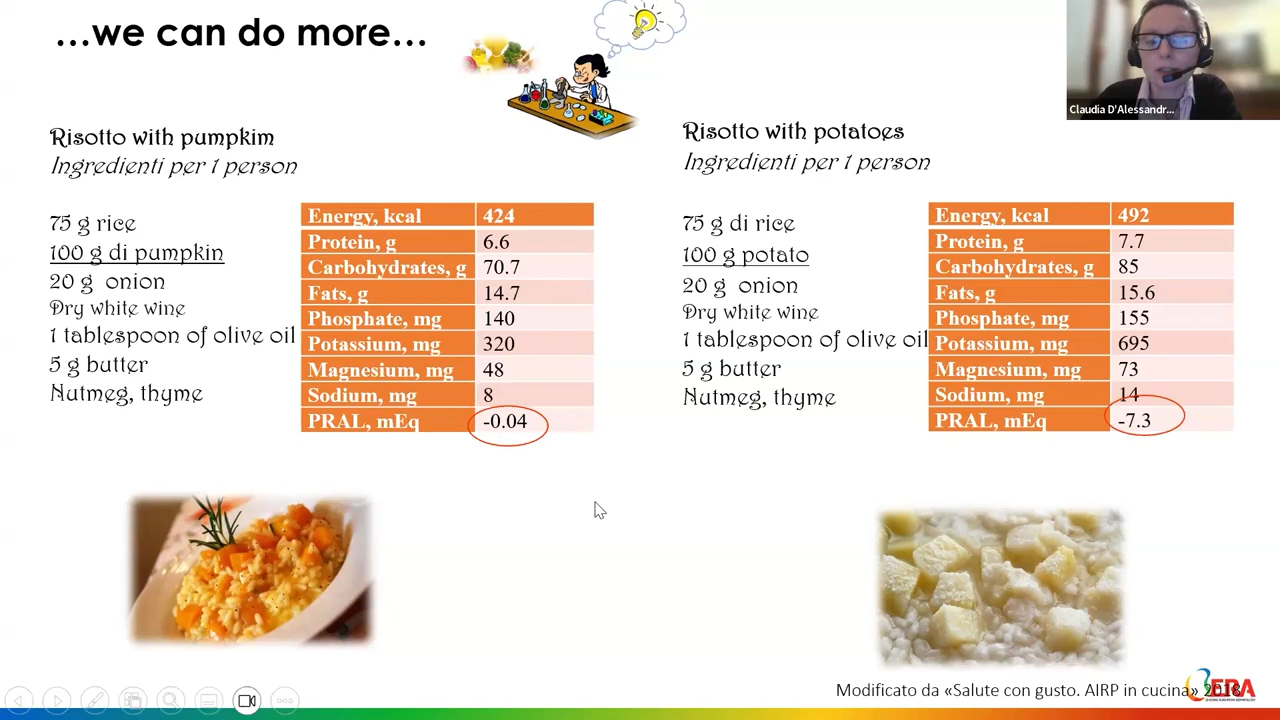 ...we can do more...
Claudia D'Alessandr...
Risotto with pumpkim
Ingredienti per 1 person
75 g rice
100 g di pumpkin
20 g onion
Dry white wine
1 tablespoon of olive oil
5 g butter
Nutmeg, thyme
Energy, kcal 424
Protein, g 6.6
Carbohydrates, g 70.7
Fats, g 14.7
Phosphate, mg 140
Potassium, mg 320
Magnesium, mg 48
Sodium, mg 8
PRAL, mEq -0.04
Risotto with potatoes
Ingredienti per 1 person
75 g di rice
100 g potato
20 g onion
Dry white wine
1 tablespoon of olive oil
5 g butter
Nutmeg, thyme
Energy, kcal 492
Protein, g 7.7
Carbohydrates, g 85
Fats, g 15.6
Phosphate, mg 155
Potassium, mg 695
Magnesium, mg 73
Sodium, mg 14
PRAL, mEq -7.3
Modificato da «Salute con gusto. AIRP in cucina» 2018
ERA